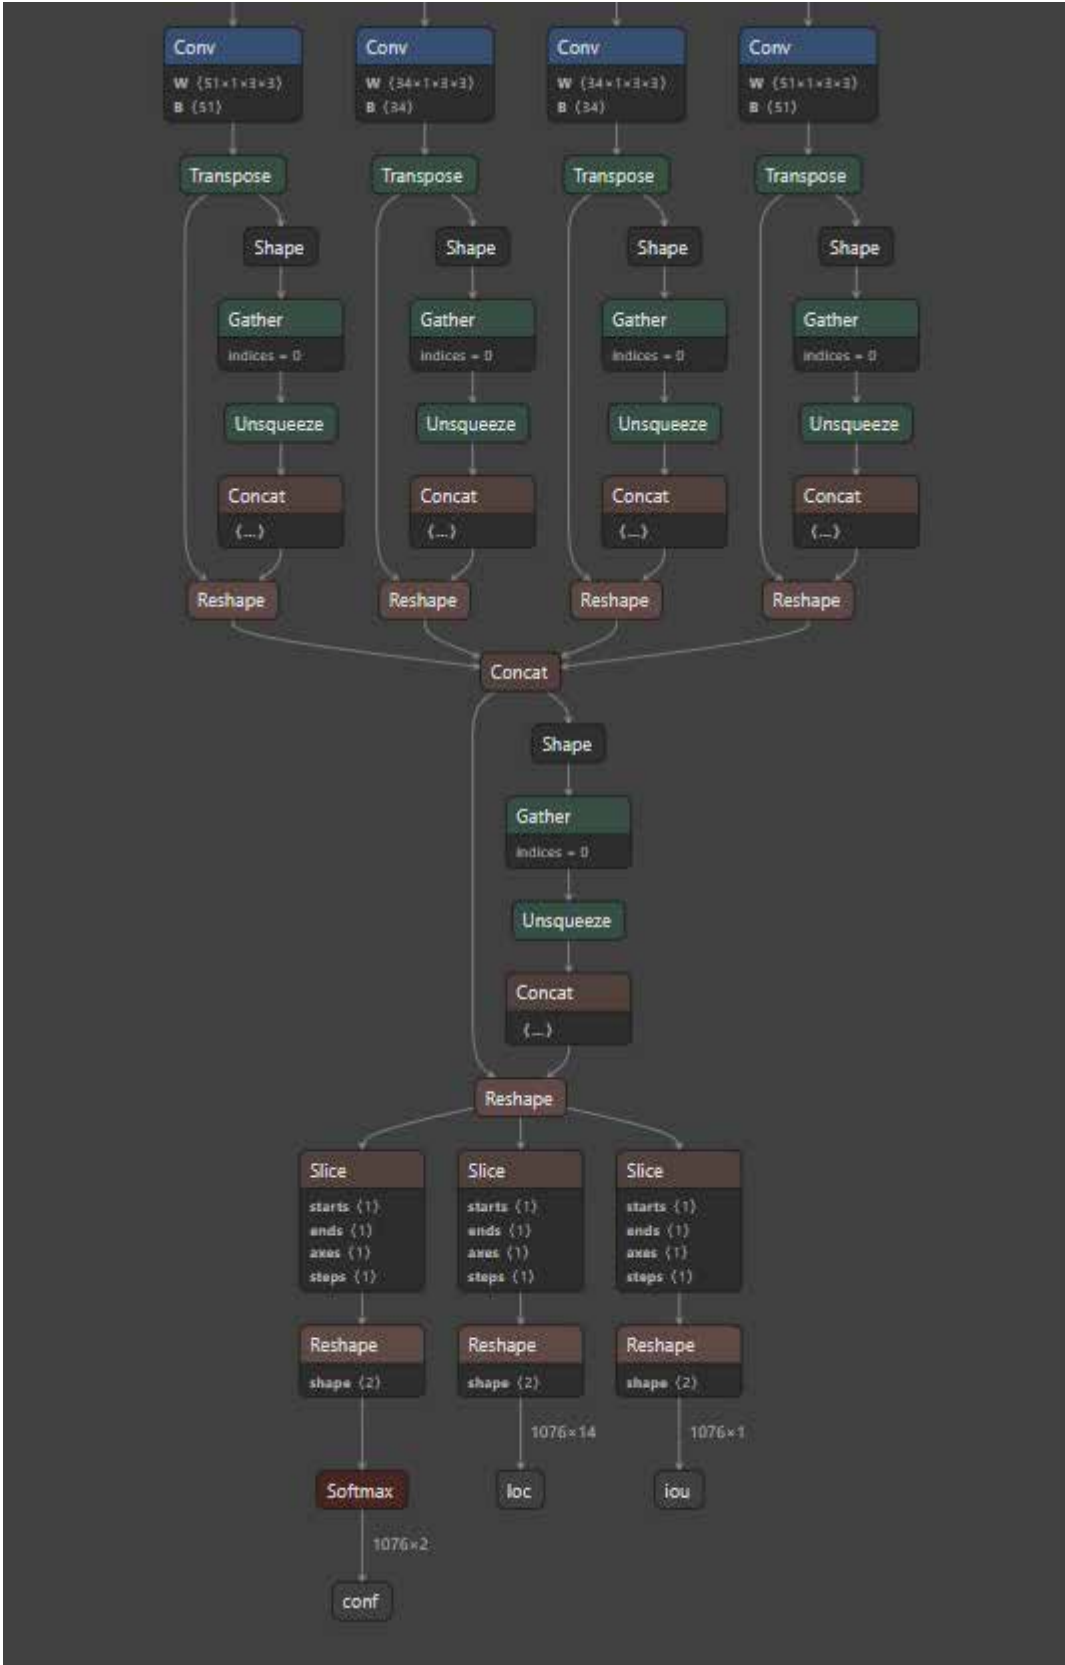 Conv Conv Conv Conv
W ⟨51×1×3×3⟩ W ⟨34×1×3×3⟩ W ⟨34×1×3×3⟩ W ⟨51×1×3×3⟩
B ⟨51⟩ B ⟨34⟩ B ⟨34⟩ B ⟨51⟩
Transpose Transpose Transpose Transpose
Shape Shape Shape Shape
Gather Gather Gather Gather
indices = 0 indices = 0 indices = 0 indices = 0
Unsqueeze Unsqueeze Unsqueeze Unsqueeze
Concat Concat Concat Concat
⟨...⟩ ⟨...⟩ ⟨...⟩ ⟨...⟩
Reshape Reshape Reshape Reshape
Concat
Shape
Gather
indices = 0
Unsqueeze
Concat
⟨...⟩
Reshape
Slice Slice Slice
starts ⟨1⟩ starts ⟨1⟩ starts ⟨1⟩
ends ⟨1⟩ ends ⟨1⟩ ends ⟨1⟩
axes ⟨1⟩ axes ⟨1⟩ axes ⟨1⟩
steps ⟨1⟩ steps ⟨1⟩ steps ⟨1⟩
Reshape Reshape Reshape
shape ⟨2⟩ shape ⟨2⟩ shape ⟨2⟩
1076×14 1076×1
Softmax loc iou
1076×2
conf